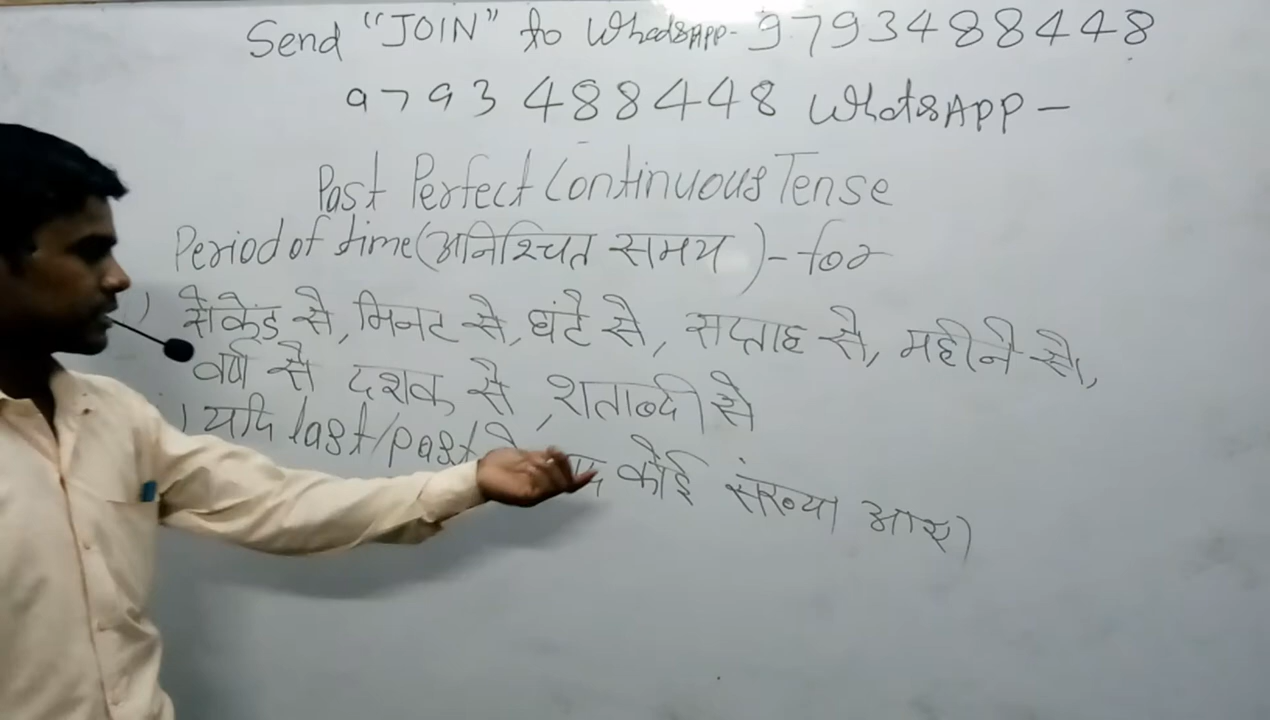 Send "JOIN" to WhatsAPP- 9793488448
9793488448 WhatsAPP -
Past Perfect Continuous Tense
Period of time (अनिश्चित समय) - for
) सेकेंड से, मिनट से, घंटे से, सप्ताह से, महीने से,
वर्ष से दशक से, शताब्दी से
) यदि last/past कोई संख्या आए।